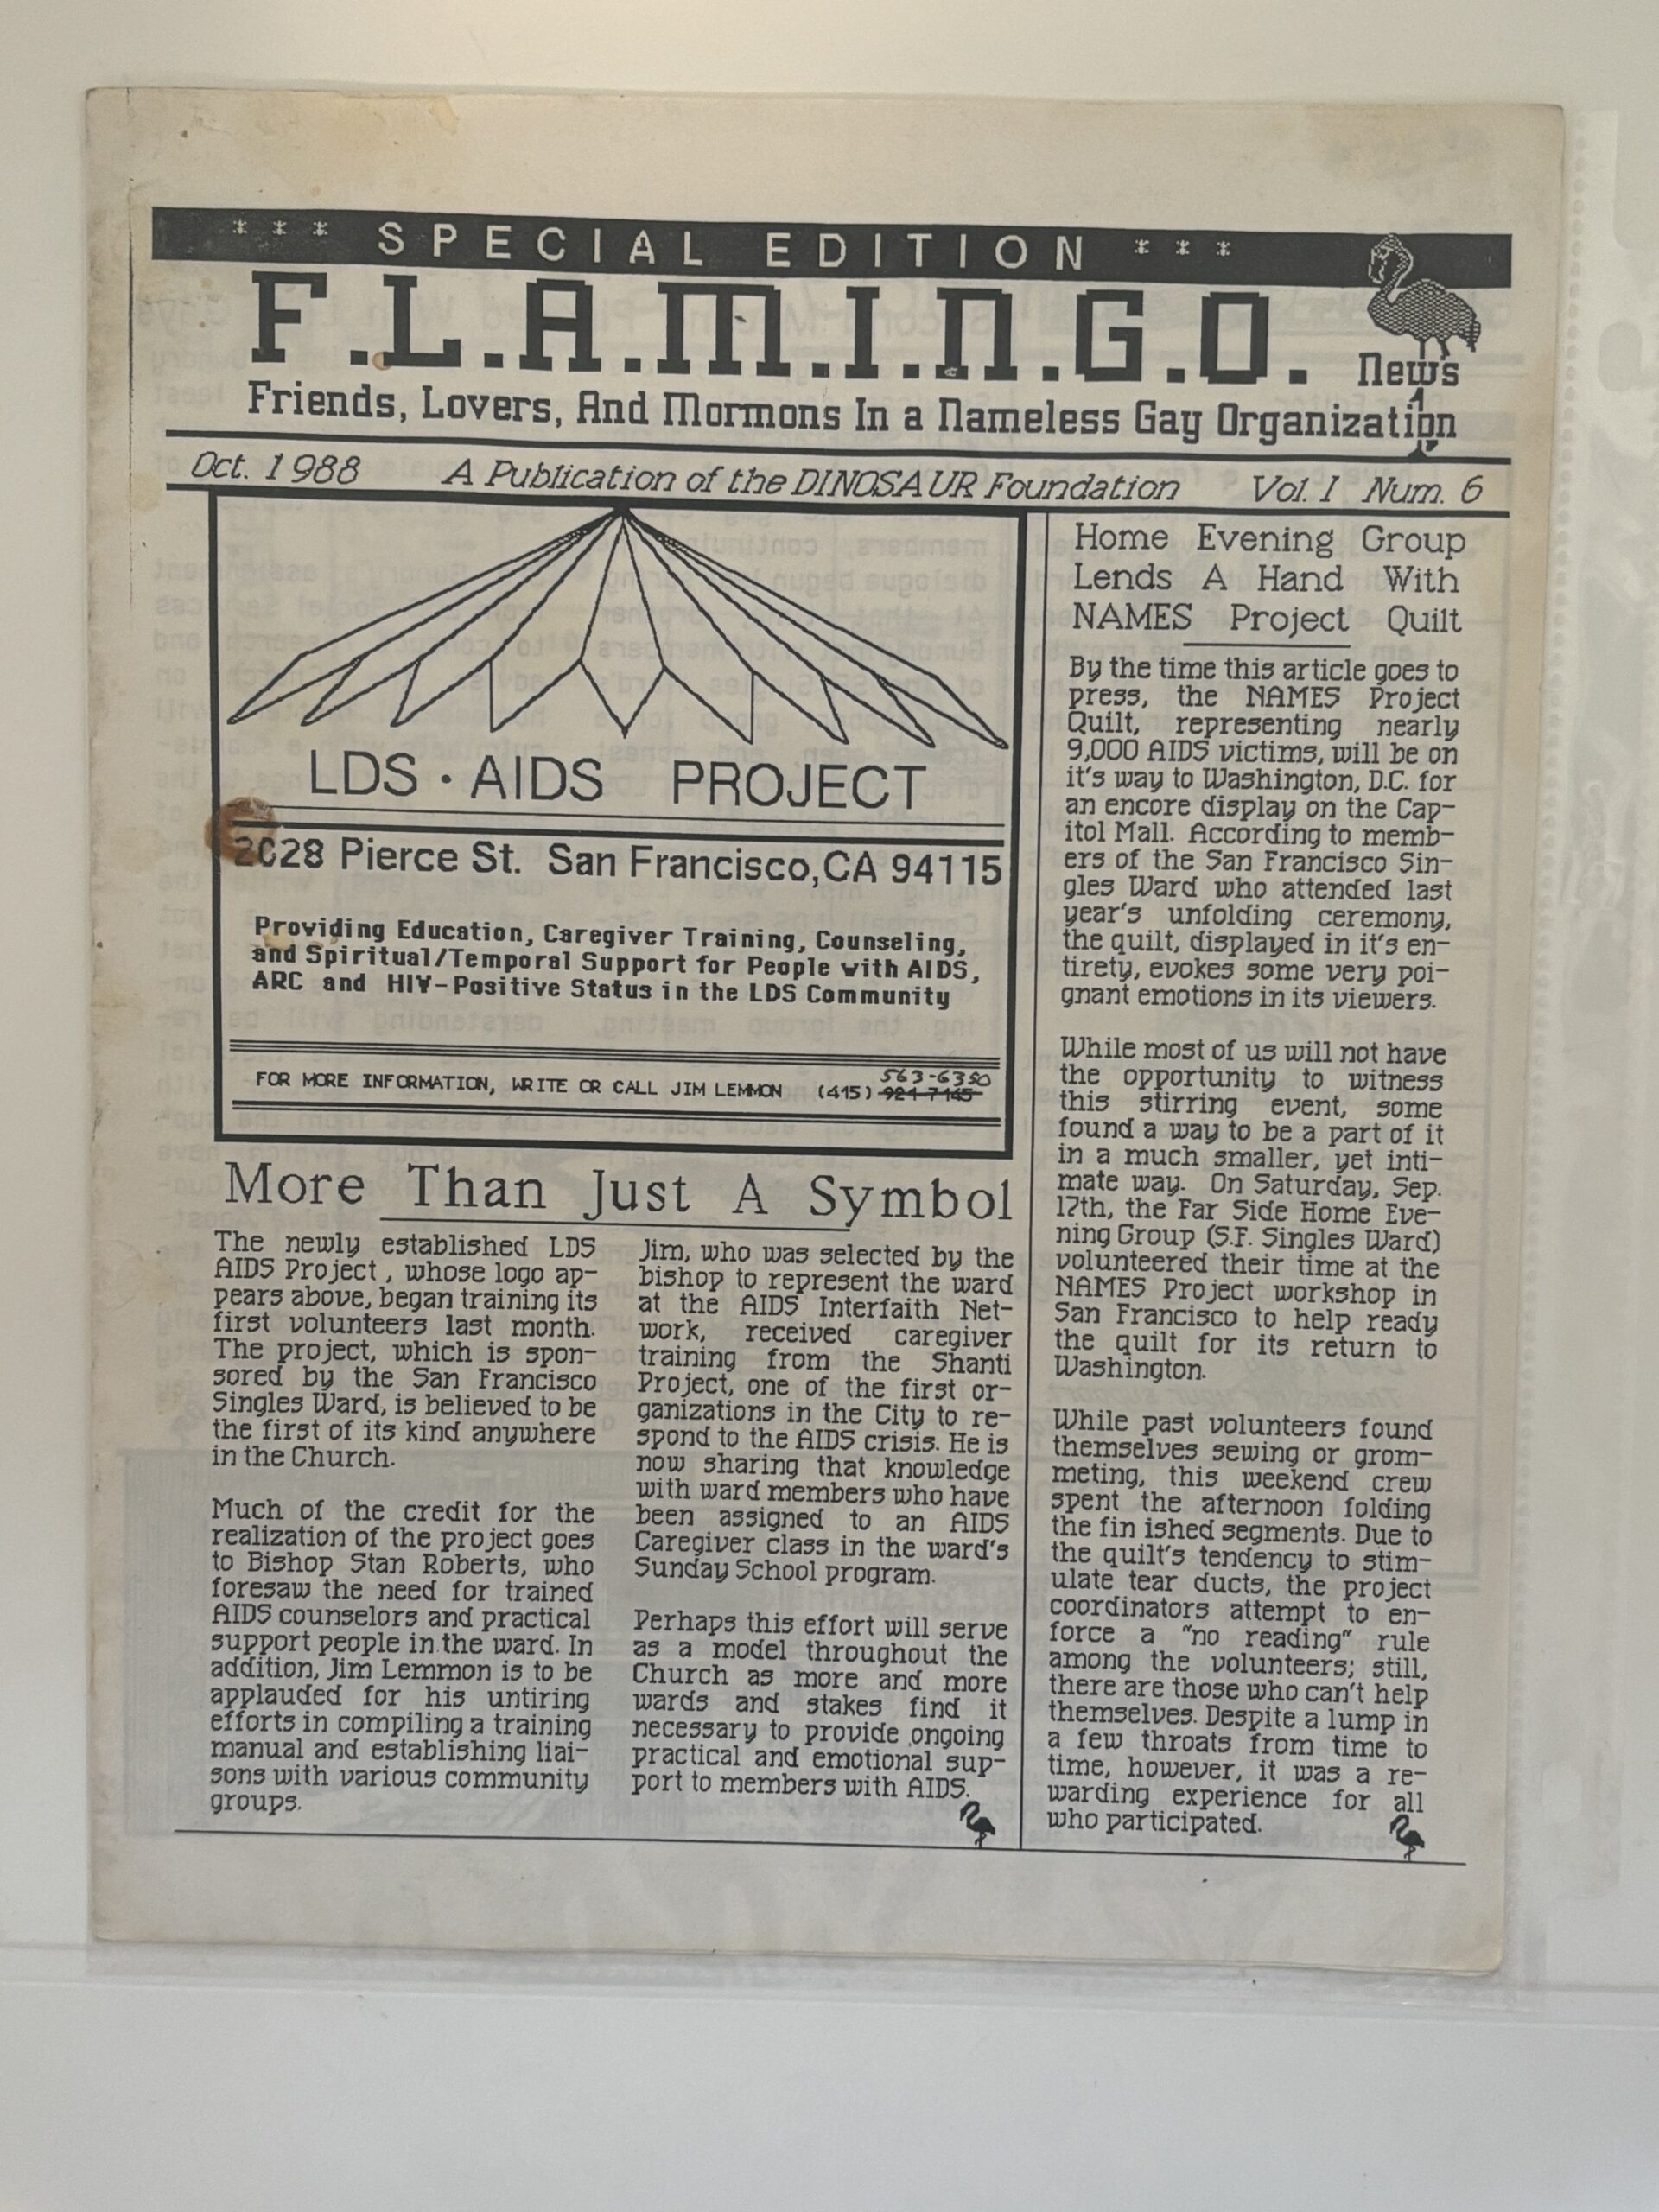 *** SPECIAL EDITION ***
F.L.A.M.I.N.G.O. News
Friends, Lovers, And Mormons In a Nameless Gay Organization
Oct. 1988 A Publication of the DINOSAUR Foundation Vol. I Num. 6
LDS · AIDS PROJECT
2028 Pierce St. San Francisco, CA 94115
Providing Education, Caregiver Training, Counseling,
and Spiritual/Temporal Support for People with AIDS,
ARC and HIV-Positive Status in the LDS Community
563-6350
FOR MORE INFORMATION, WRITE OR CALL JIM LEMMON (415) 921-7145
More Than Just A Symbol
The newly established LDS
AIDS Project , whose logo ap-
pears above, began training its
first volunteers last month.
The project, which is spon-
sored by the San Francisco
Singles Ward, is believed to be
the first of its kind anywhere
in the Church.
Much of the credit for the
realization of the project goes
to Bishop Stan Roberts, who
foresaw the need for trained
AIDS counselors and practical
support people in the ward. In
addition, Jim Lemmon is to be
applauded for his untiring
efforts in compiling a training
manual and establishing liai-
sons with various community
groups.
Jim, who was selected by the
bishop to represent the ward
at the AIDS Interfaith Net-
work, received caregiver
training from the Shanti
Project, one of the first or-
ganizations in the City to re-
spond to the AIDS crisis. He is
now sharing that knowledge
with ward members who have
been assigned to an AIDS
Caregiver class in the ward's
Sunday School program.
Perhaps this effort will serve
as a model throughout the
Church as more and more
wards and stakes find it
necessary to provide ongoing
practical and emotional sup-
port to members with AIDS.
Home Evening Group
Lends A Hand With
NAMES Project Quilt
By the time this article goes to
press, the NAMES Project
Quilt, representing nearly
9,000 AIDS victims, will be on
it's way to Washington, D.C. for
an encore display on the Cap-
itol Mall. According to memb-
ers of the San Francisco Sin-
gles Ward who attended last
year's unfolding ceremony,
the quilt, displayed in it's en-
tirety, evokes some very poi-
gnant emotions in its viewers.
While most of us will not have
the opportunity to witness
this stirring event, some
found a way to be a part of it
in a much smaller, yet inti-
mate way. On Saturday, Sep.
17th, the Far Side Home Eve-
ning Group (S.F. Singles Ward)
volunteered their time at the
NAMES Project workshop in
San Francisco to help ready
the quilt for its return to
Washington.
While past volunteers found
themselves sewing or grom-
meting, this weekend crew
spent the afternoon folding
the fin ished segments. Due to
the quilt's tendency to stim-
ulate tear ducts, the project
coordinators attempt to en-
force a "no reading" rule
among the volunteers; still,
there are those who can't help
themselves. Despite a lump in
a few throats from time to
time, however, it was a re-
warding experience for all
who participated.